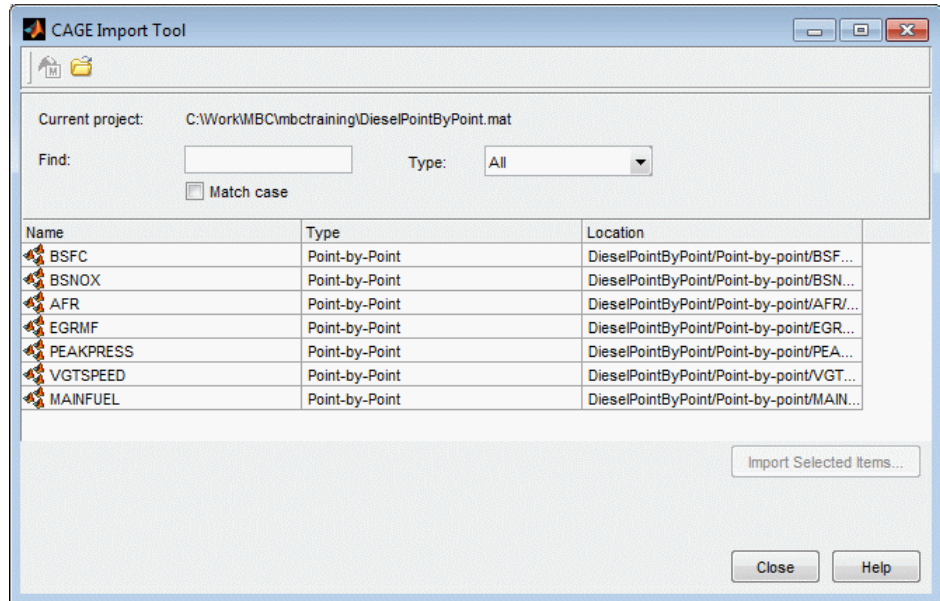 CAGE Import Tool
Current project: C:\Work\MBC\mbctraining\DieselPointByPoint.mat
Find: Type: All
Match case
Name Type Location
BSFC Point-by-Point DieselPointByPoint/Point-by-point/BSF...
BSNOX Point-by-Point DieselPointByPoint/Point-by-point/BSN...
AFR Point-by-Point DieselPointByPoint/Point-by-point/AFR/...
EGRMF Point-by-Point DieselPointByPoint/Point-by-point/EGR...
PEAKPRESS Point-by-Point DieselPointByPoint/Point-by-point/PEA...
VGTSPEED Point-by-Point DieselPointByPoint/Point-by-point/VGT...
MAINFUEL Point-by-Point DieselPointByPoint/Point-by-point/MAIN...
Import Selected Items...
Close Help